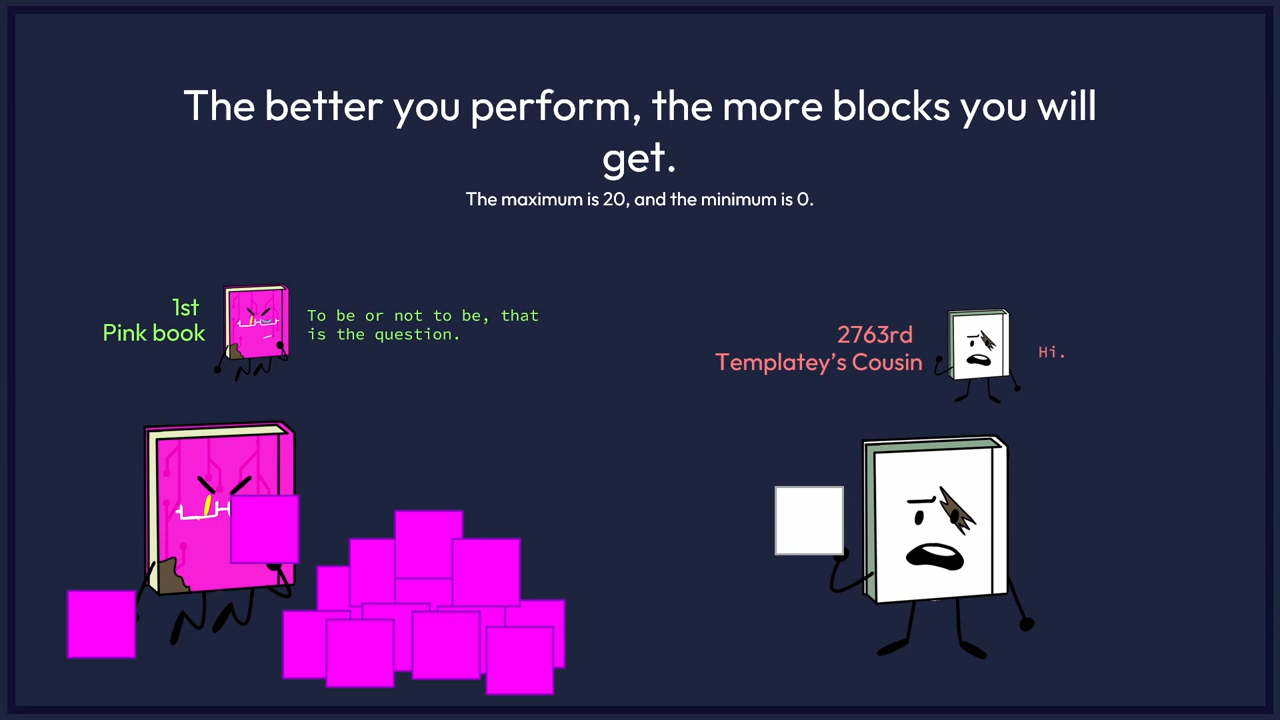 The better you perform, the more blocks you will
get.
The maximum is 20, and the minimum is 0.
1st
Pink book
To be or not to be, that
is the question.
2763rd
Templatey’s Cousin
Hi.